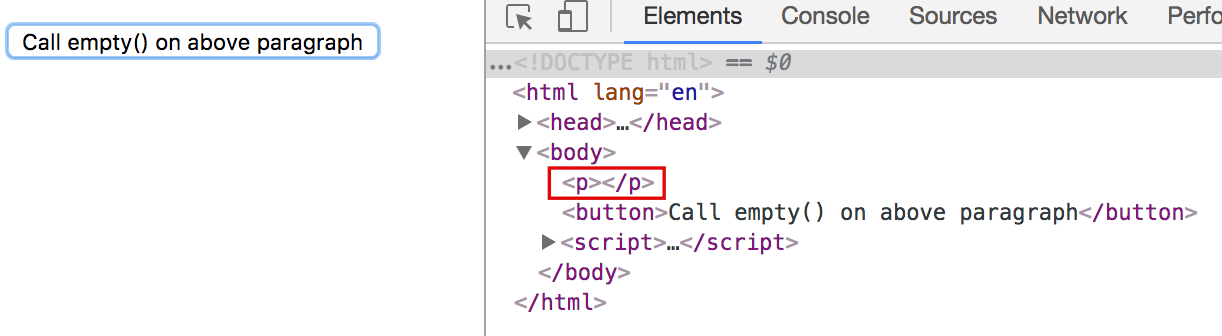 Call empty() on above paragraph
Elements Console Sources Network Perfo
…<!DOCTYPE html> == $0
<html lang="en">
▶<head>…</head>
▼<body>
<p></p>
<button>Call empty() on above paragraph</button>
▶<script>…</script>
</body>
</html>